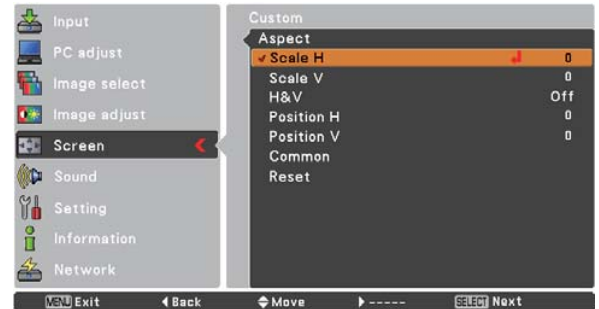 Input
PC adjust
Image select
Image adjust
Screen
Sound
Setting
Information
Network
Custom
Aspect
✓ Scale H 0
Scale V 0
H&V Off
Position H 0
Position V 0
Common
Reset
MENU Exit ◀Back ◆Move ▶----- SELECT Next